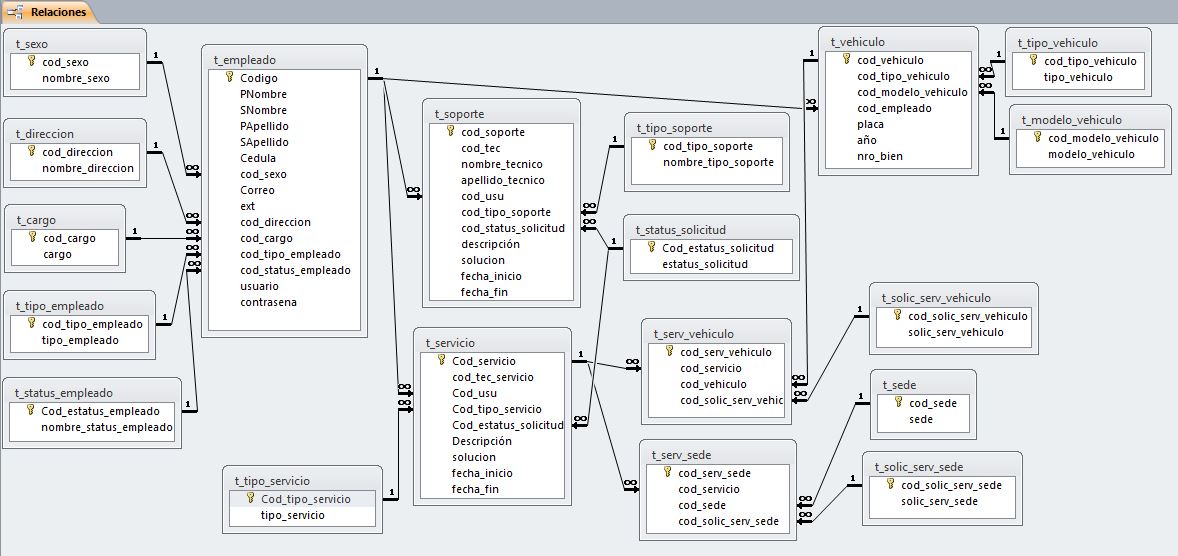 Relaciones
t_sexo
cod_sexo
nombre_sexo
t_direccion
cod_direccion
nombre_direccion
t_cargo
cod_cargo
cargo
t_tipo_empleado
cod_tipo_empleado
tipo_empleado
t_status_empleado
Cod_estatus_empleado
nombre_status_empleado
t_empleado
Codigo
PNombre
SNombre
PApellido
SApellido
Cedula
cod_sexo
Correo
ext
cod_direccion
cod_cargo
cod_tipo_empleado
cod_status_empleado
usuario
contrasena
t_tipo_servicio
Cod_tipo_servicio
tipo_servicio
t_soporte
cod_soporte
cod_tec
nombre_tecnico
apellido_tecnico
cod_usu
cod_tipo_soporte
cod_status_solicitud
descripción
solucion
fecha_inicio
fecha_fin
t_servicio
Cod_servicio
cod_tec_servicio
Cod_usu
Cod_tipo_servicio
Cod_estatus_solicitud
Descripción
solucion
fecha_inicio
fecha_fin
t_tipo_soporte
cod_tipo_soporte
nombre_tipo_soporte
t_status_solicitud
Cod_estatus_solicitud
estatus_solicitud
t_serv_vehiculo
cod_serv_vehiculo
cod_servicio
cod_vehiculo
cod_solic_serv_vehic
t_serv_sede
cod_serv_sede
cod_servicio
cod_sede
cod_solic_serv_sede
t_vehiculo
cod_vehiculo
cod_tipo_vehiculo
cod_modelo_vehiculo
cod_empleado
placa
año
nro_bien
t_tipo_vehiculo
cod_tipo_vehiculo
tipo_vehiculo
t_modelo_vehiculo
cod_modelo_vehiculo
modelo_vehiculo
t_solic_serv_vehiculo
cod_solic_serv_vehiculo
solic_serv_vehiculo
t_sede
cod_sede
sede
t_solic_serv_sede
cod_solic_serv_sede
solic_serv_sede